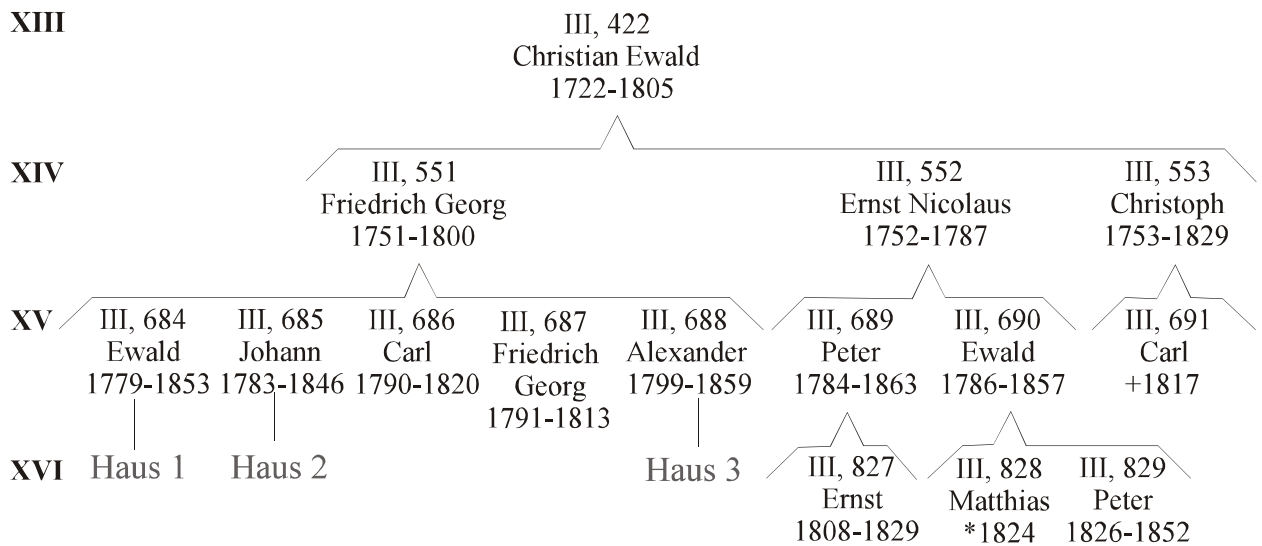 XIII
III, 422
Christian Ewald
1722-1805
XIV
III, 551
Friedrich Georg
1751-1800
III, 552
Ernst Nicolaus
1752-1787
III, 553
Christoph
1753-1829
XV
III, 684
Ewald
1779-1853
III, 685
Johann
1783-1846
III, 686
Carl
1790-1820
III, 687
Friedrich
Georg
1791-1813
III, 688
Alexander
1799-1859
III, 689
Peter
1784-1863
III, 690
Ewald
1786-1857
III, 691
Carl
+1817
XVI
Haus 1
Haus 2
Haus 3
III, 827
Ernst
1808-1829
III, 828
Matthias
*1824
III, 829
Peter
1826-1852